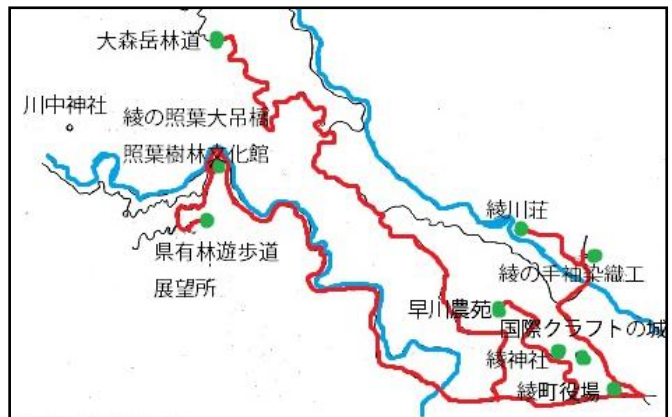 大森岳林道
川中神社
綾の照葉大吊橋
照葉樹林文化館
綾川荘
県有林遊歩道
展望所
綾の手紬染織工
早川農苑
国際クラフトの城
綾神社
綾町役場